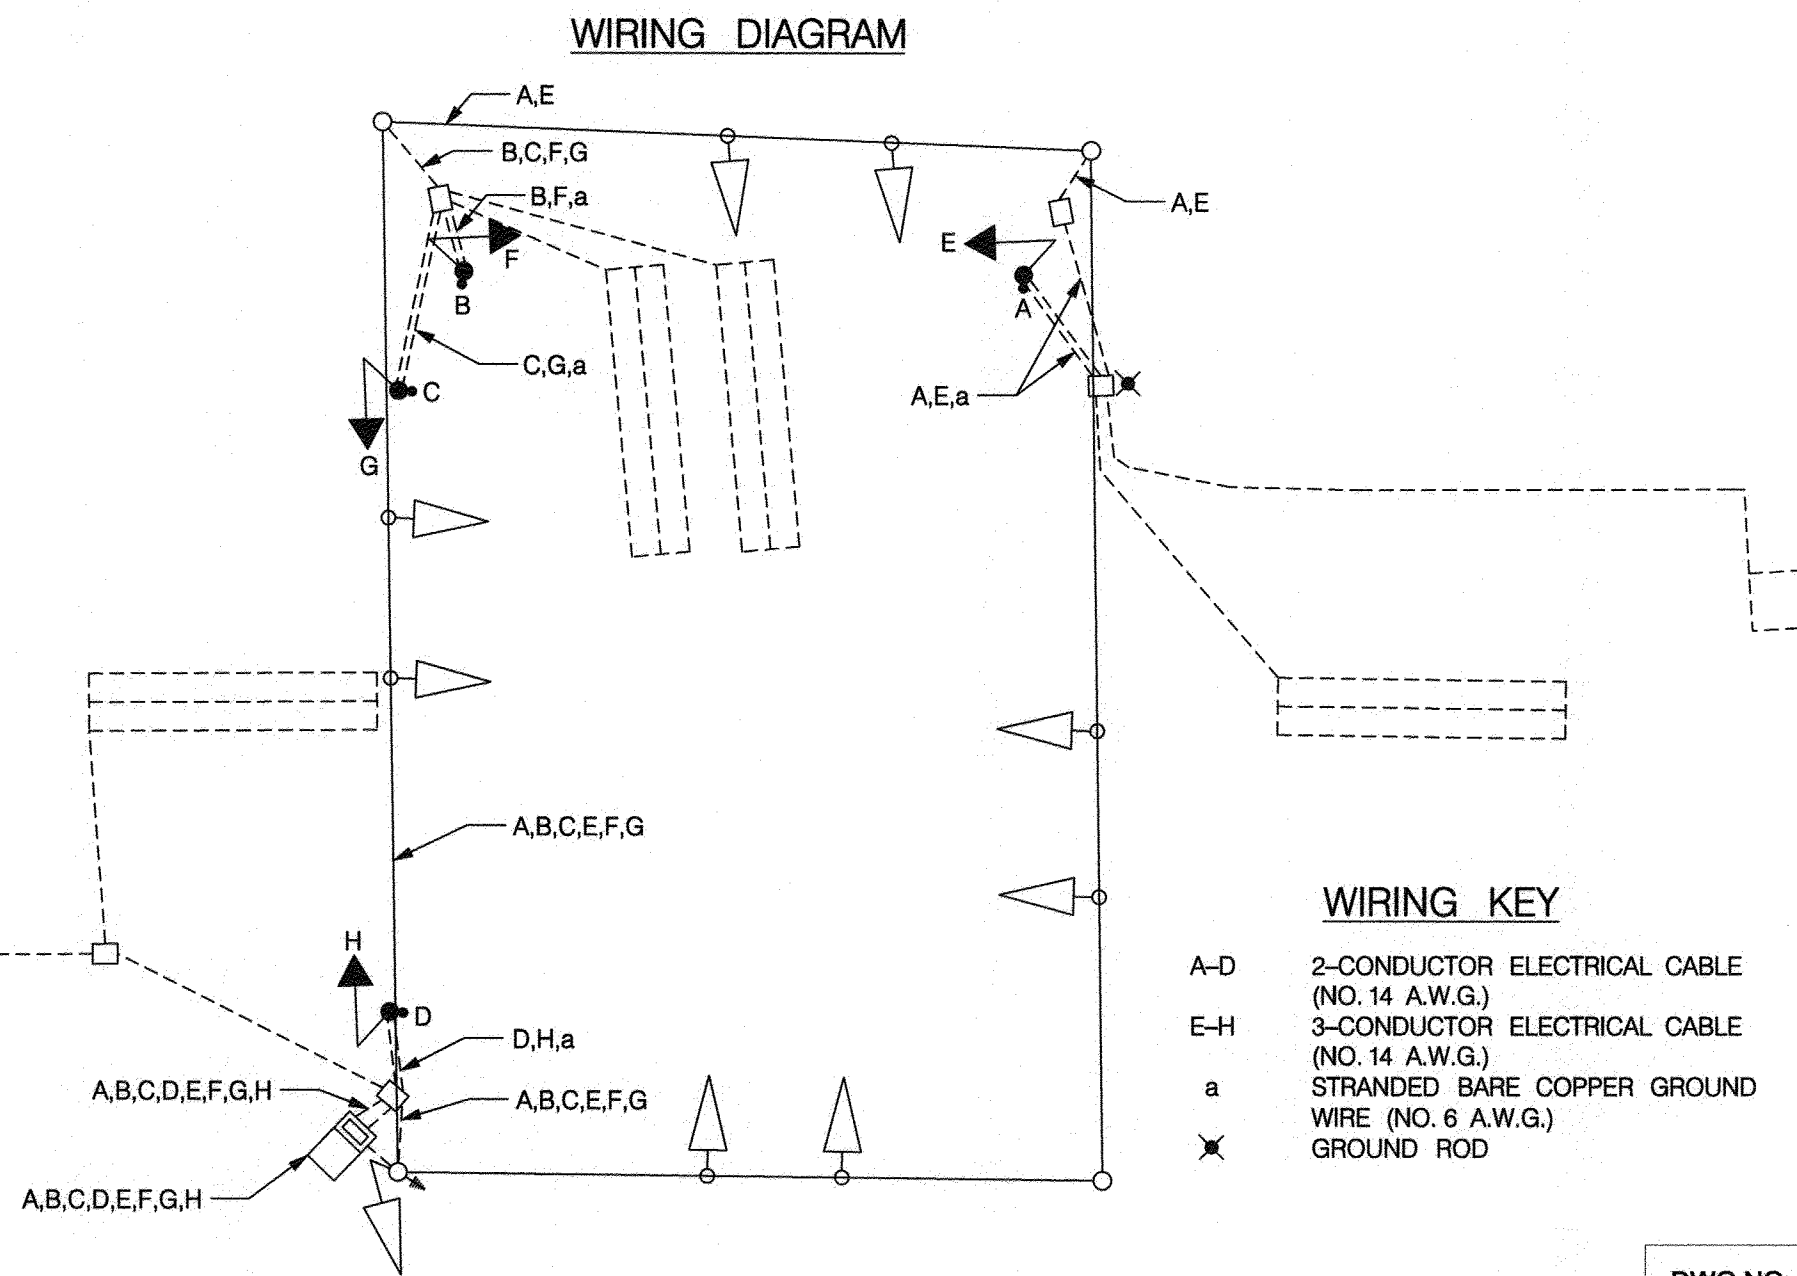 WIRING DIAGRAM
A,E
B,C,F,G
B,F,a
A,E
F
E
B
A
C,G,a
C
A,E,a
G
A,B,C,E,F,G
WIRING KEY
H
A–D 2–CONDUCTOR ELECTRICAL CABLE
(NO. 14 A.W.G.)
D
E–H 3–CONDUCTOR ELECTRICAL CABLE
D,H,a
(NO. 14 A.W.G.)
A,B,C,D,E,F,G,H
a STRANDED BARE COPPER GROUND
A,B,C,E,F,G
WIRE (NO. 6 A.W.G.)
GROUND ROD
A,B,C,D,E,F,G,H